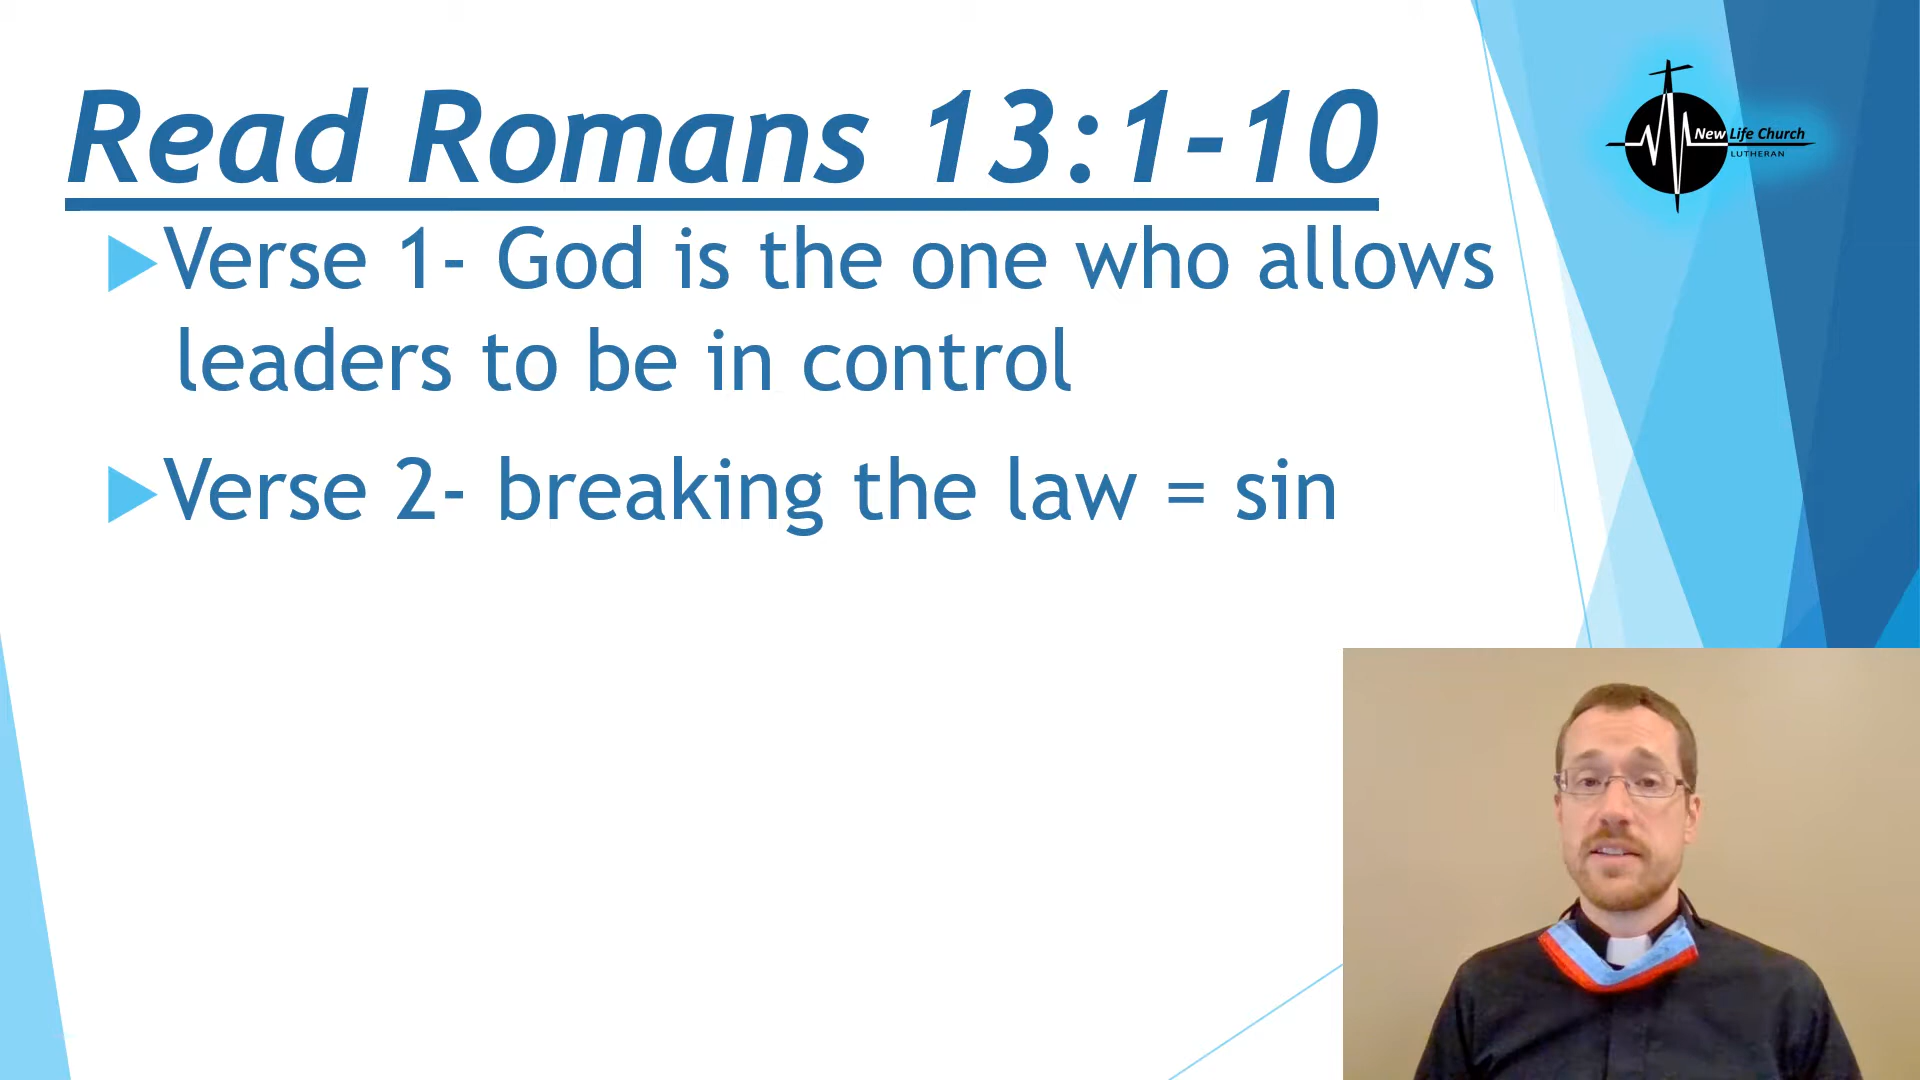 Read Romans 13:1-10
New Life Church
LUTHERAN
Verse 1- God is the one who allows
leaders to be in control
Verse 2- breaking the law = sin